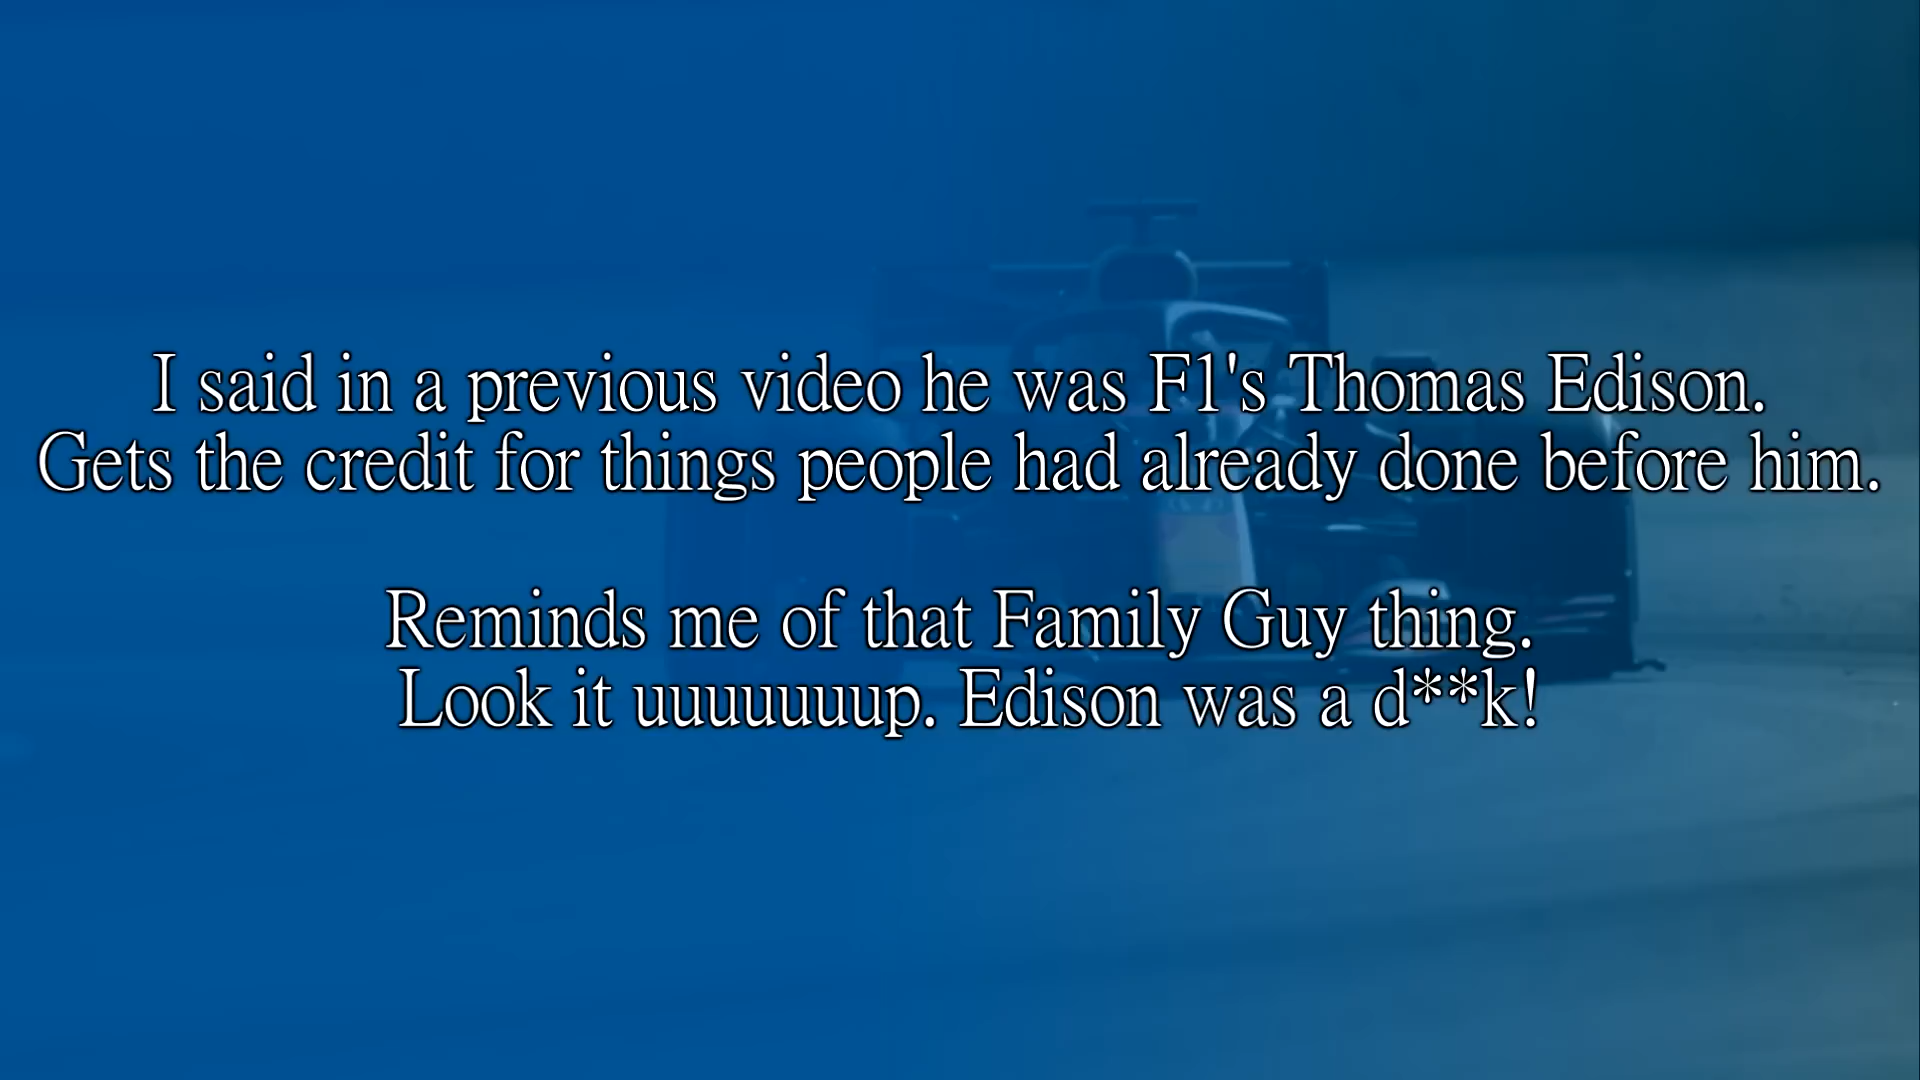 I said in a previous video he was F1's Thomas Edison.
Gets the credit for things people had already done before him.
Reminds me of that Family Guy thing.
Look it uuuuuuup. Edison was a d**k!